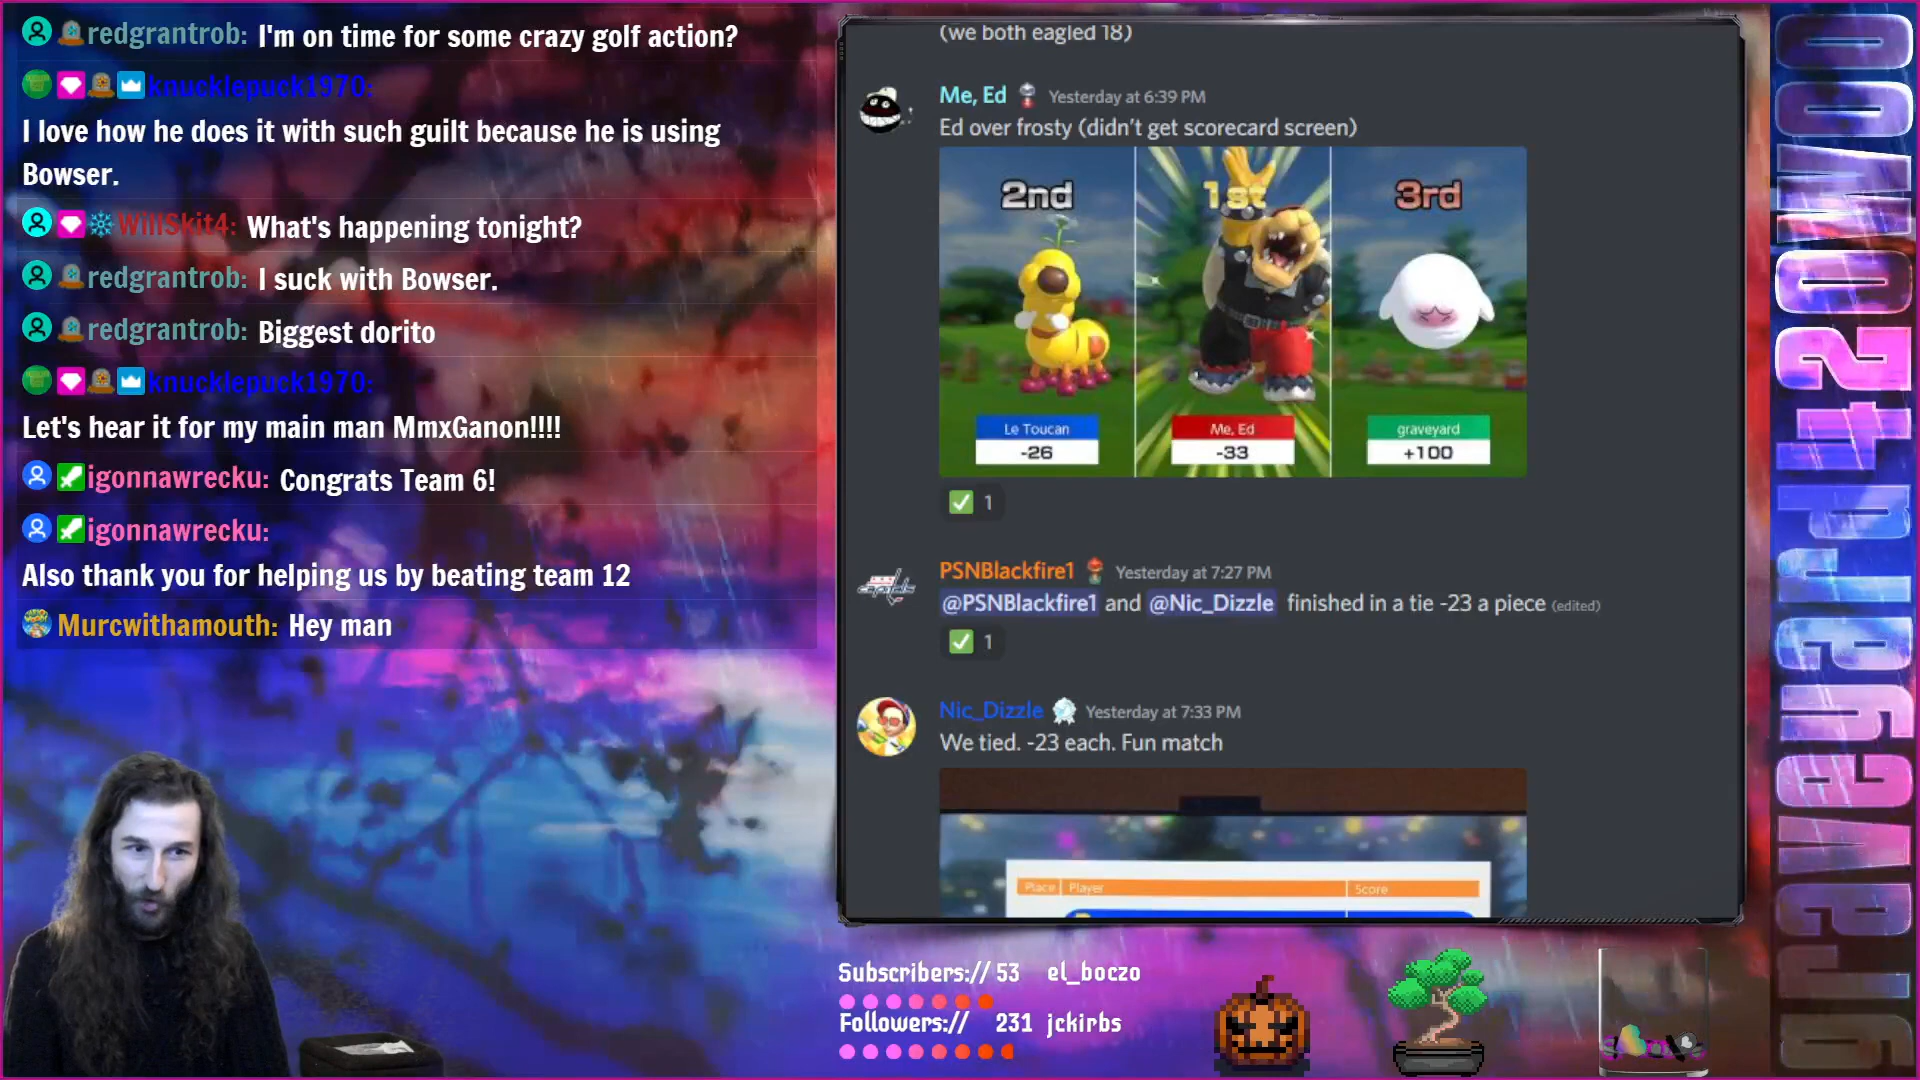 redgrantrob: I'm on time for some crazy golf action?
knucklepuck1970:
I love how he does it with such guilt because he is using
Bowser.
WillSkit4: What's happening tonight?
redgrantrob: I suck with Bowser.
redgrantrob: Biggest dorito
knucklepuck1970:
Let's hear it for my main man MmxGanon!!!!
igonnawrecku: Congrats Team 6!
igonnawrecku:
Also thank you for helping us by beating team 12
Murcwithamouth: Hey man
(we both eagled 18)
Me, Ed Yesterday at 6:39 PM
Ed over frosty (didn't get scorecard screen)
2nd 1st 3rd
Le Toucan Me, Ed graveyard
-26 -33 +100
1
PSNBlackfire1 Yesterday at 7:27 PM
@PSNBlackfire1 and @Nic_Dizzle finished in a tie -23 a piece (edited)
1
Nic_Dizzle Yesterday at 7:33 PM
We tied. -23 each. Fun match
Place Player Score
capitals
Subscribers:// 53 el_boczo
Followers:// 231 jckirbs